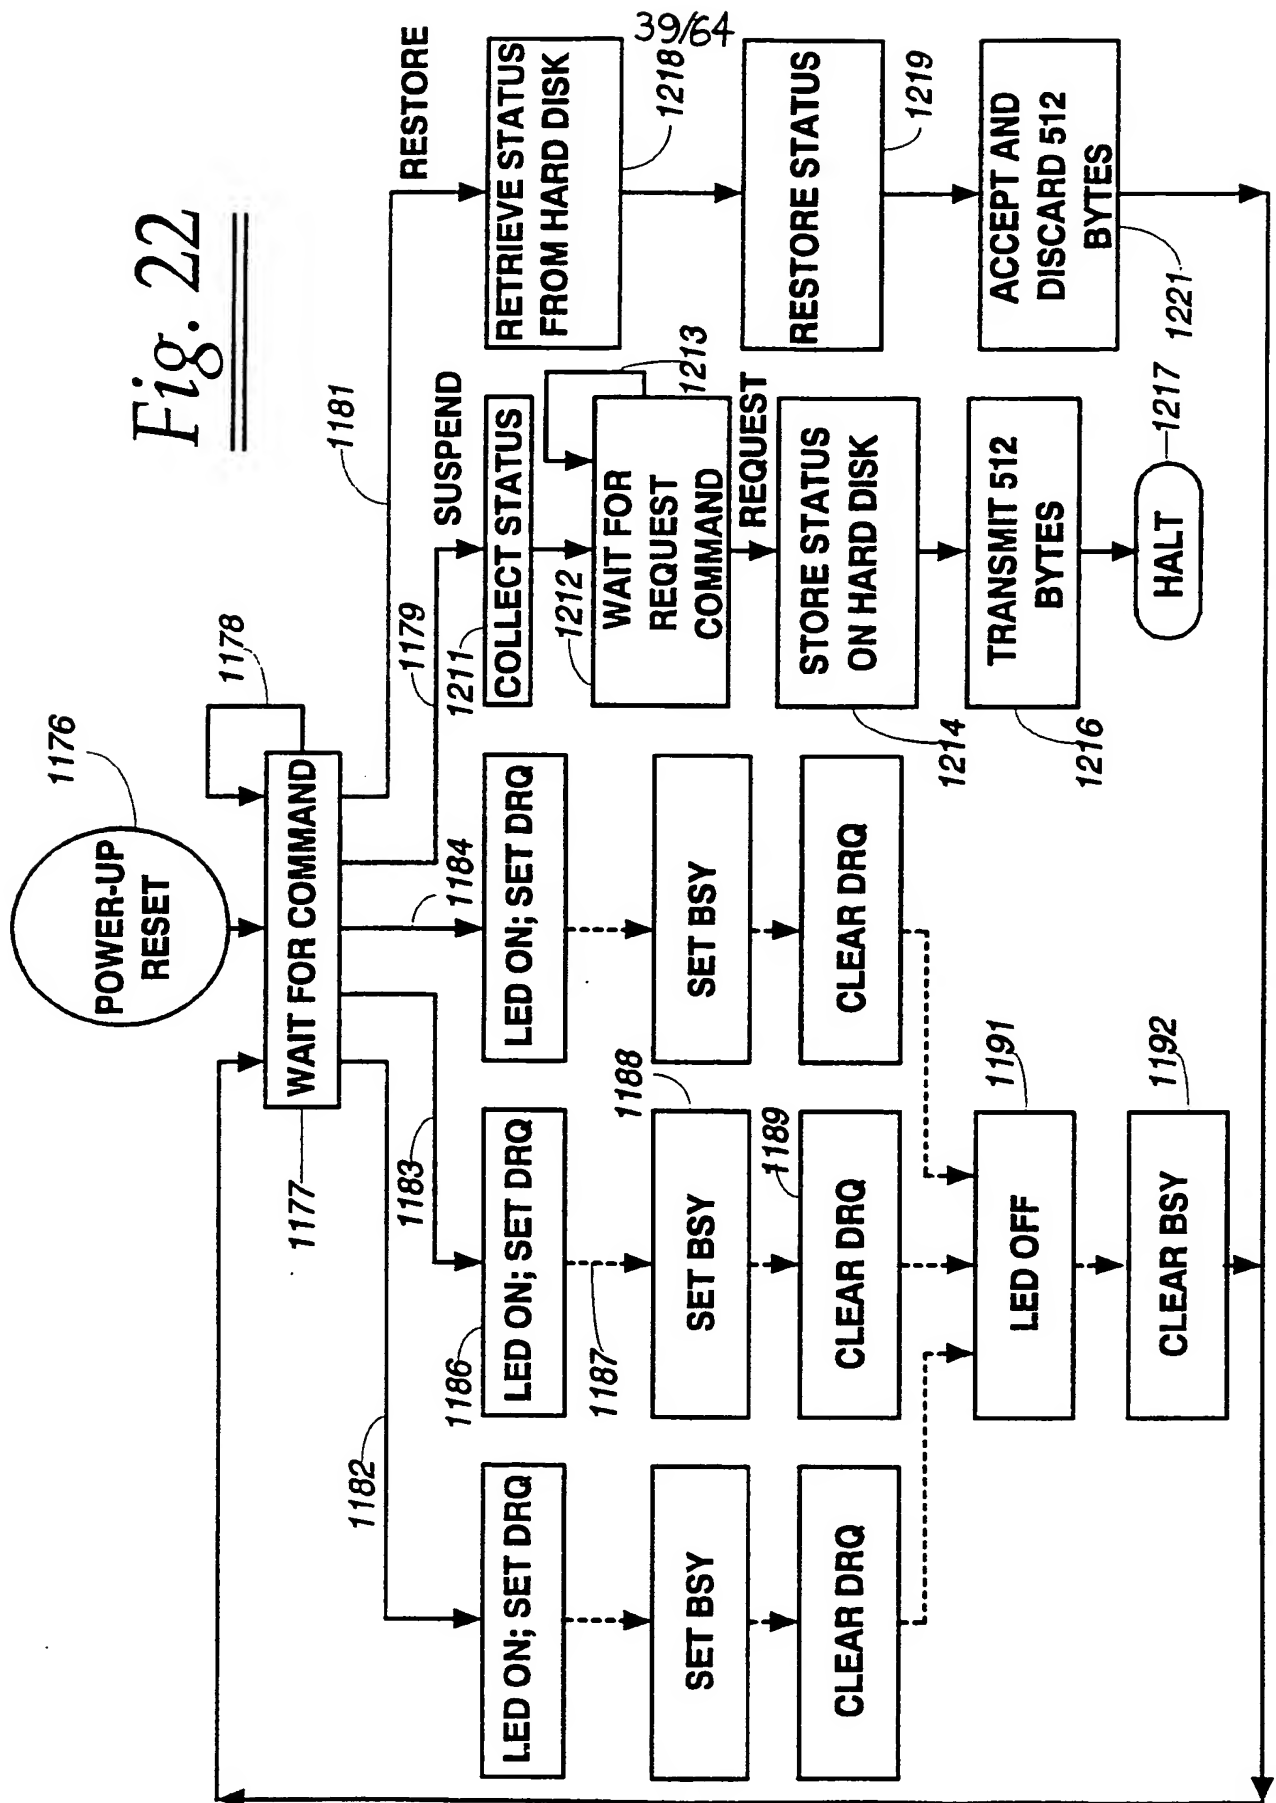 39/64
Fig. 22
POWER-UP
RESET
1176
WAIT FOR COMMAND
1177
1178
1181
RESTORE
1179
SUSPEND
1184
1183
1182
LED ON; SET DRQ
SET BSY
CLEAR DRQ
1186
LED ON; SET DRQ
1187
1188
SET BSY
1189
CLEAR DRQ
LED ON; SET DRQ
SET BSY
CLEAR DRQ
1191
LED OFF
1192
CLEAR BSY
1211
COLLECT STATUS
1212
WAIT FOR
REQUEST
COMMAND
1213
REQUEST
STORE STATUS
ON HARD DISK
1214
TRANSMIT 512
BYTES
1216
HALT
1217
RETRIEVE STATUS
FROM HARD DISK
1218
RESTORE STATUS
1219
ACCEPT AND
DISCARD 512
BYTES
1221